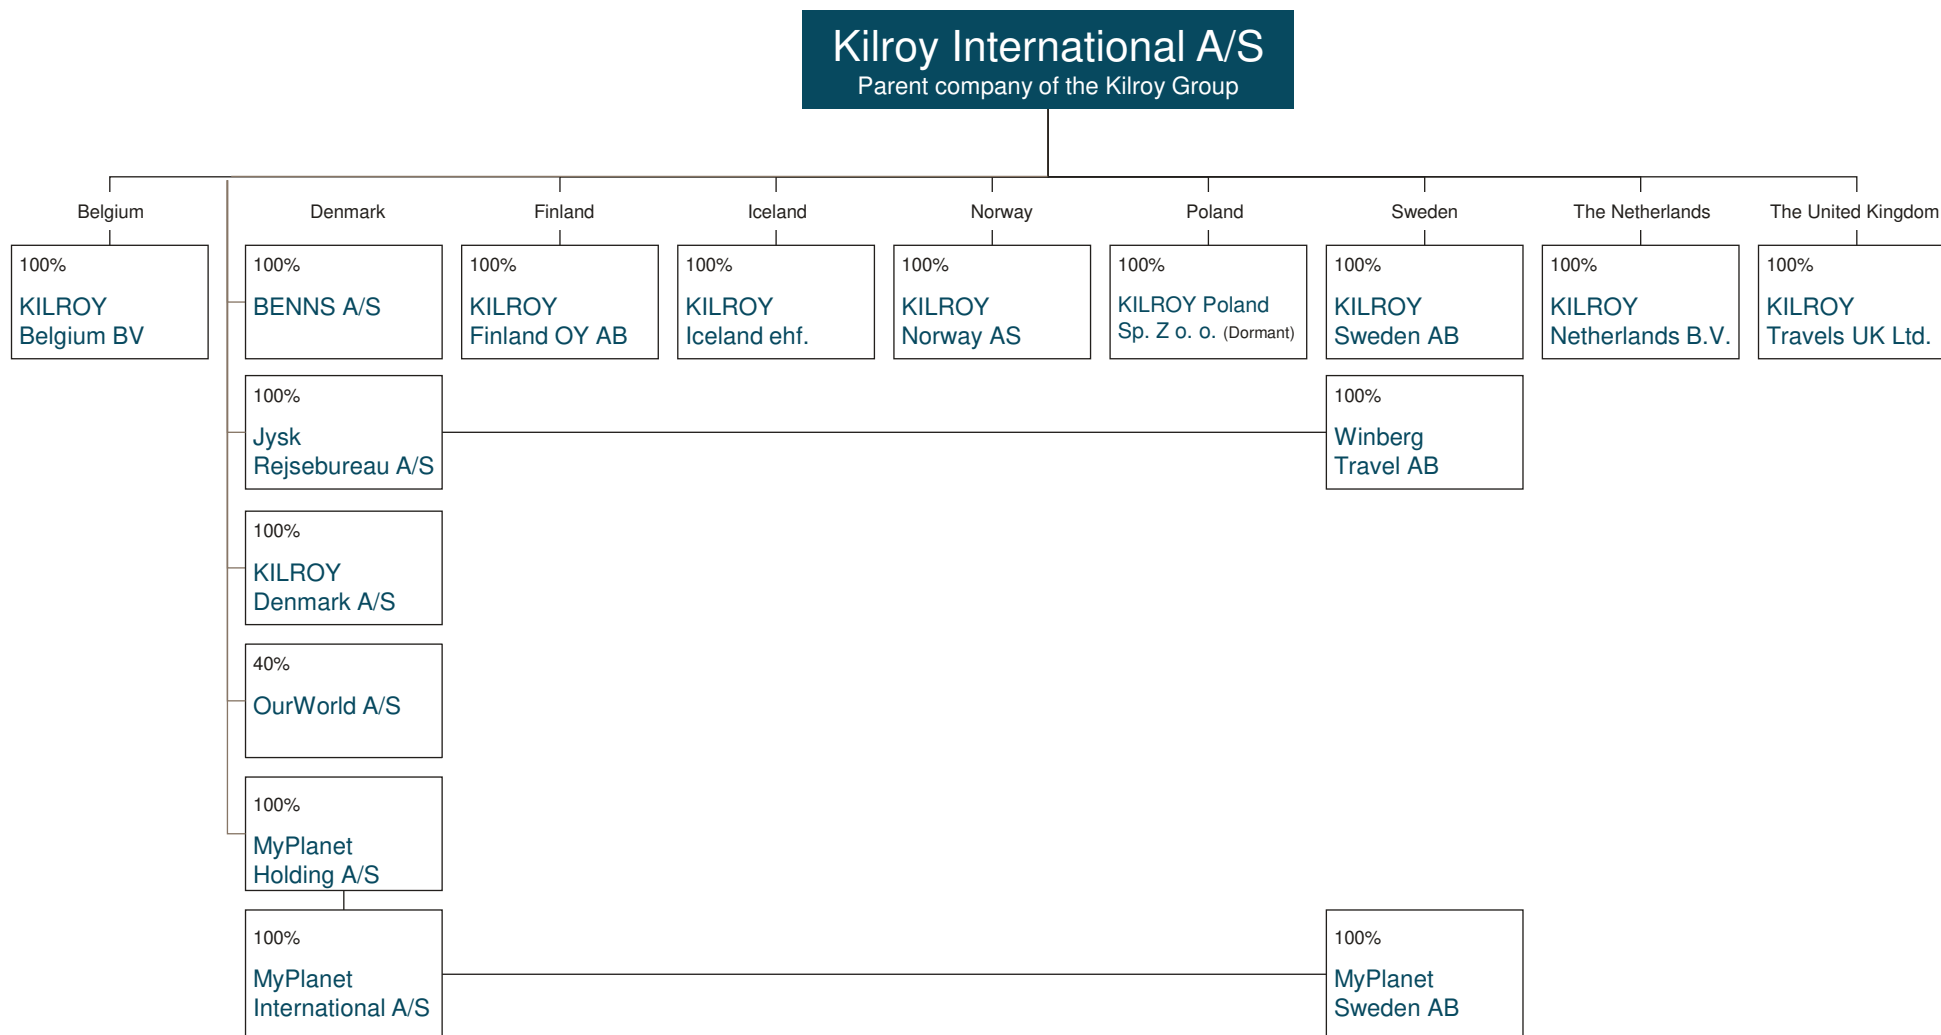 Kilroy International A/S
Parent company of the Kilroy Group
Belgium
Denmark
Finland
Iceland
Norway
Poland
Sweden
The Netherlands
The United Kingdom
100%
KILROY
Belgium BV
100%
BENNS A/S
100%
KILROY
Finland OY AB
100%
KILROY
Iceland ehf.
100%
KILROY
Norway AS
100%
KILROY Poland
Sp. Z o. o. (Dormant)
100%
KILROY
Sweden AB
100%
KILROY
Netherlands B.V.
100%
KILROY
Travels UK Ltd.
100%
Jysk
Rejsebureau A/S
100%
Winberg
Travel AB
100%
KILROY
Denmark A/S
40%
OurWorld A/S
100%
MyPlanet
Holding A/S
100%
MyPlanet
International A/S
100%
MyPlanet
Sweden AB